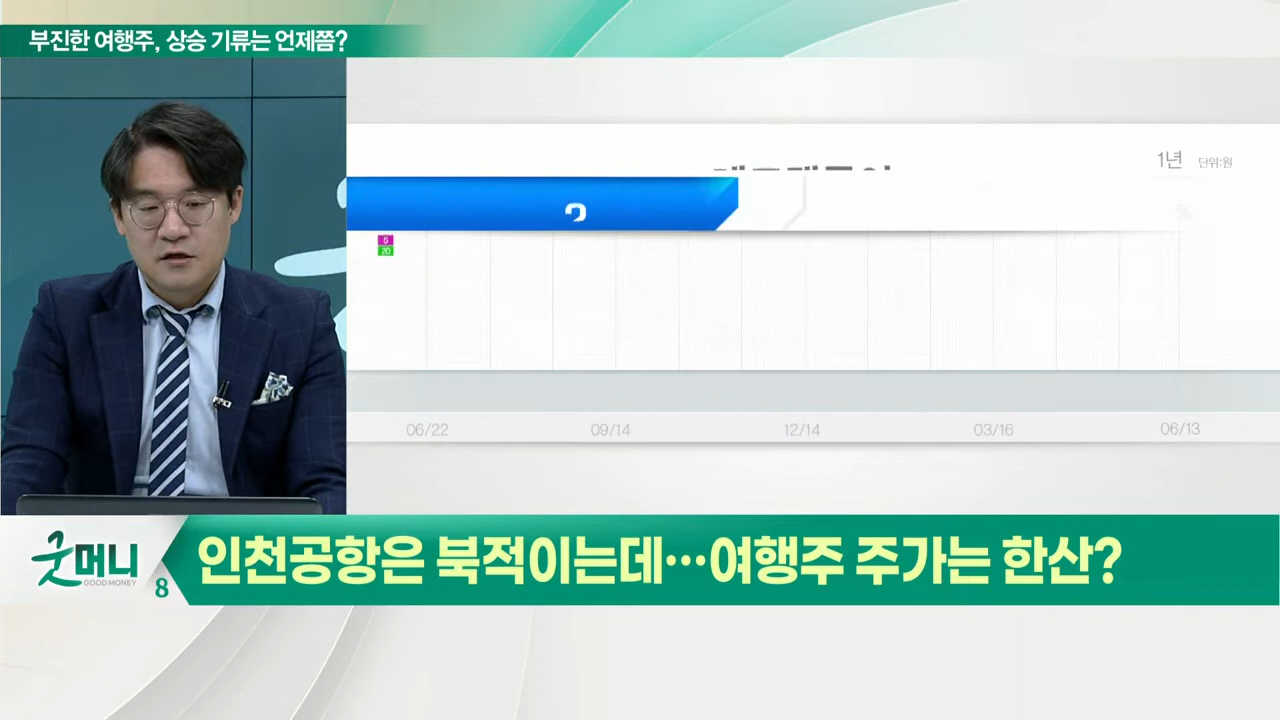 부진한 여행주, 상승 기류는 언제쯤?
1년 단위:원
5
20
06/22 09/14 12/14 03/16 06/13
굿머니
GOOD MONEY
8
인천공항은 북적이는데…여행주 주가는 한산?